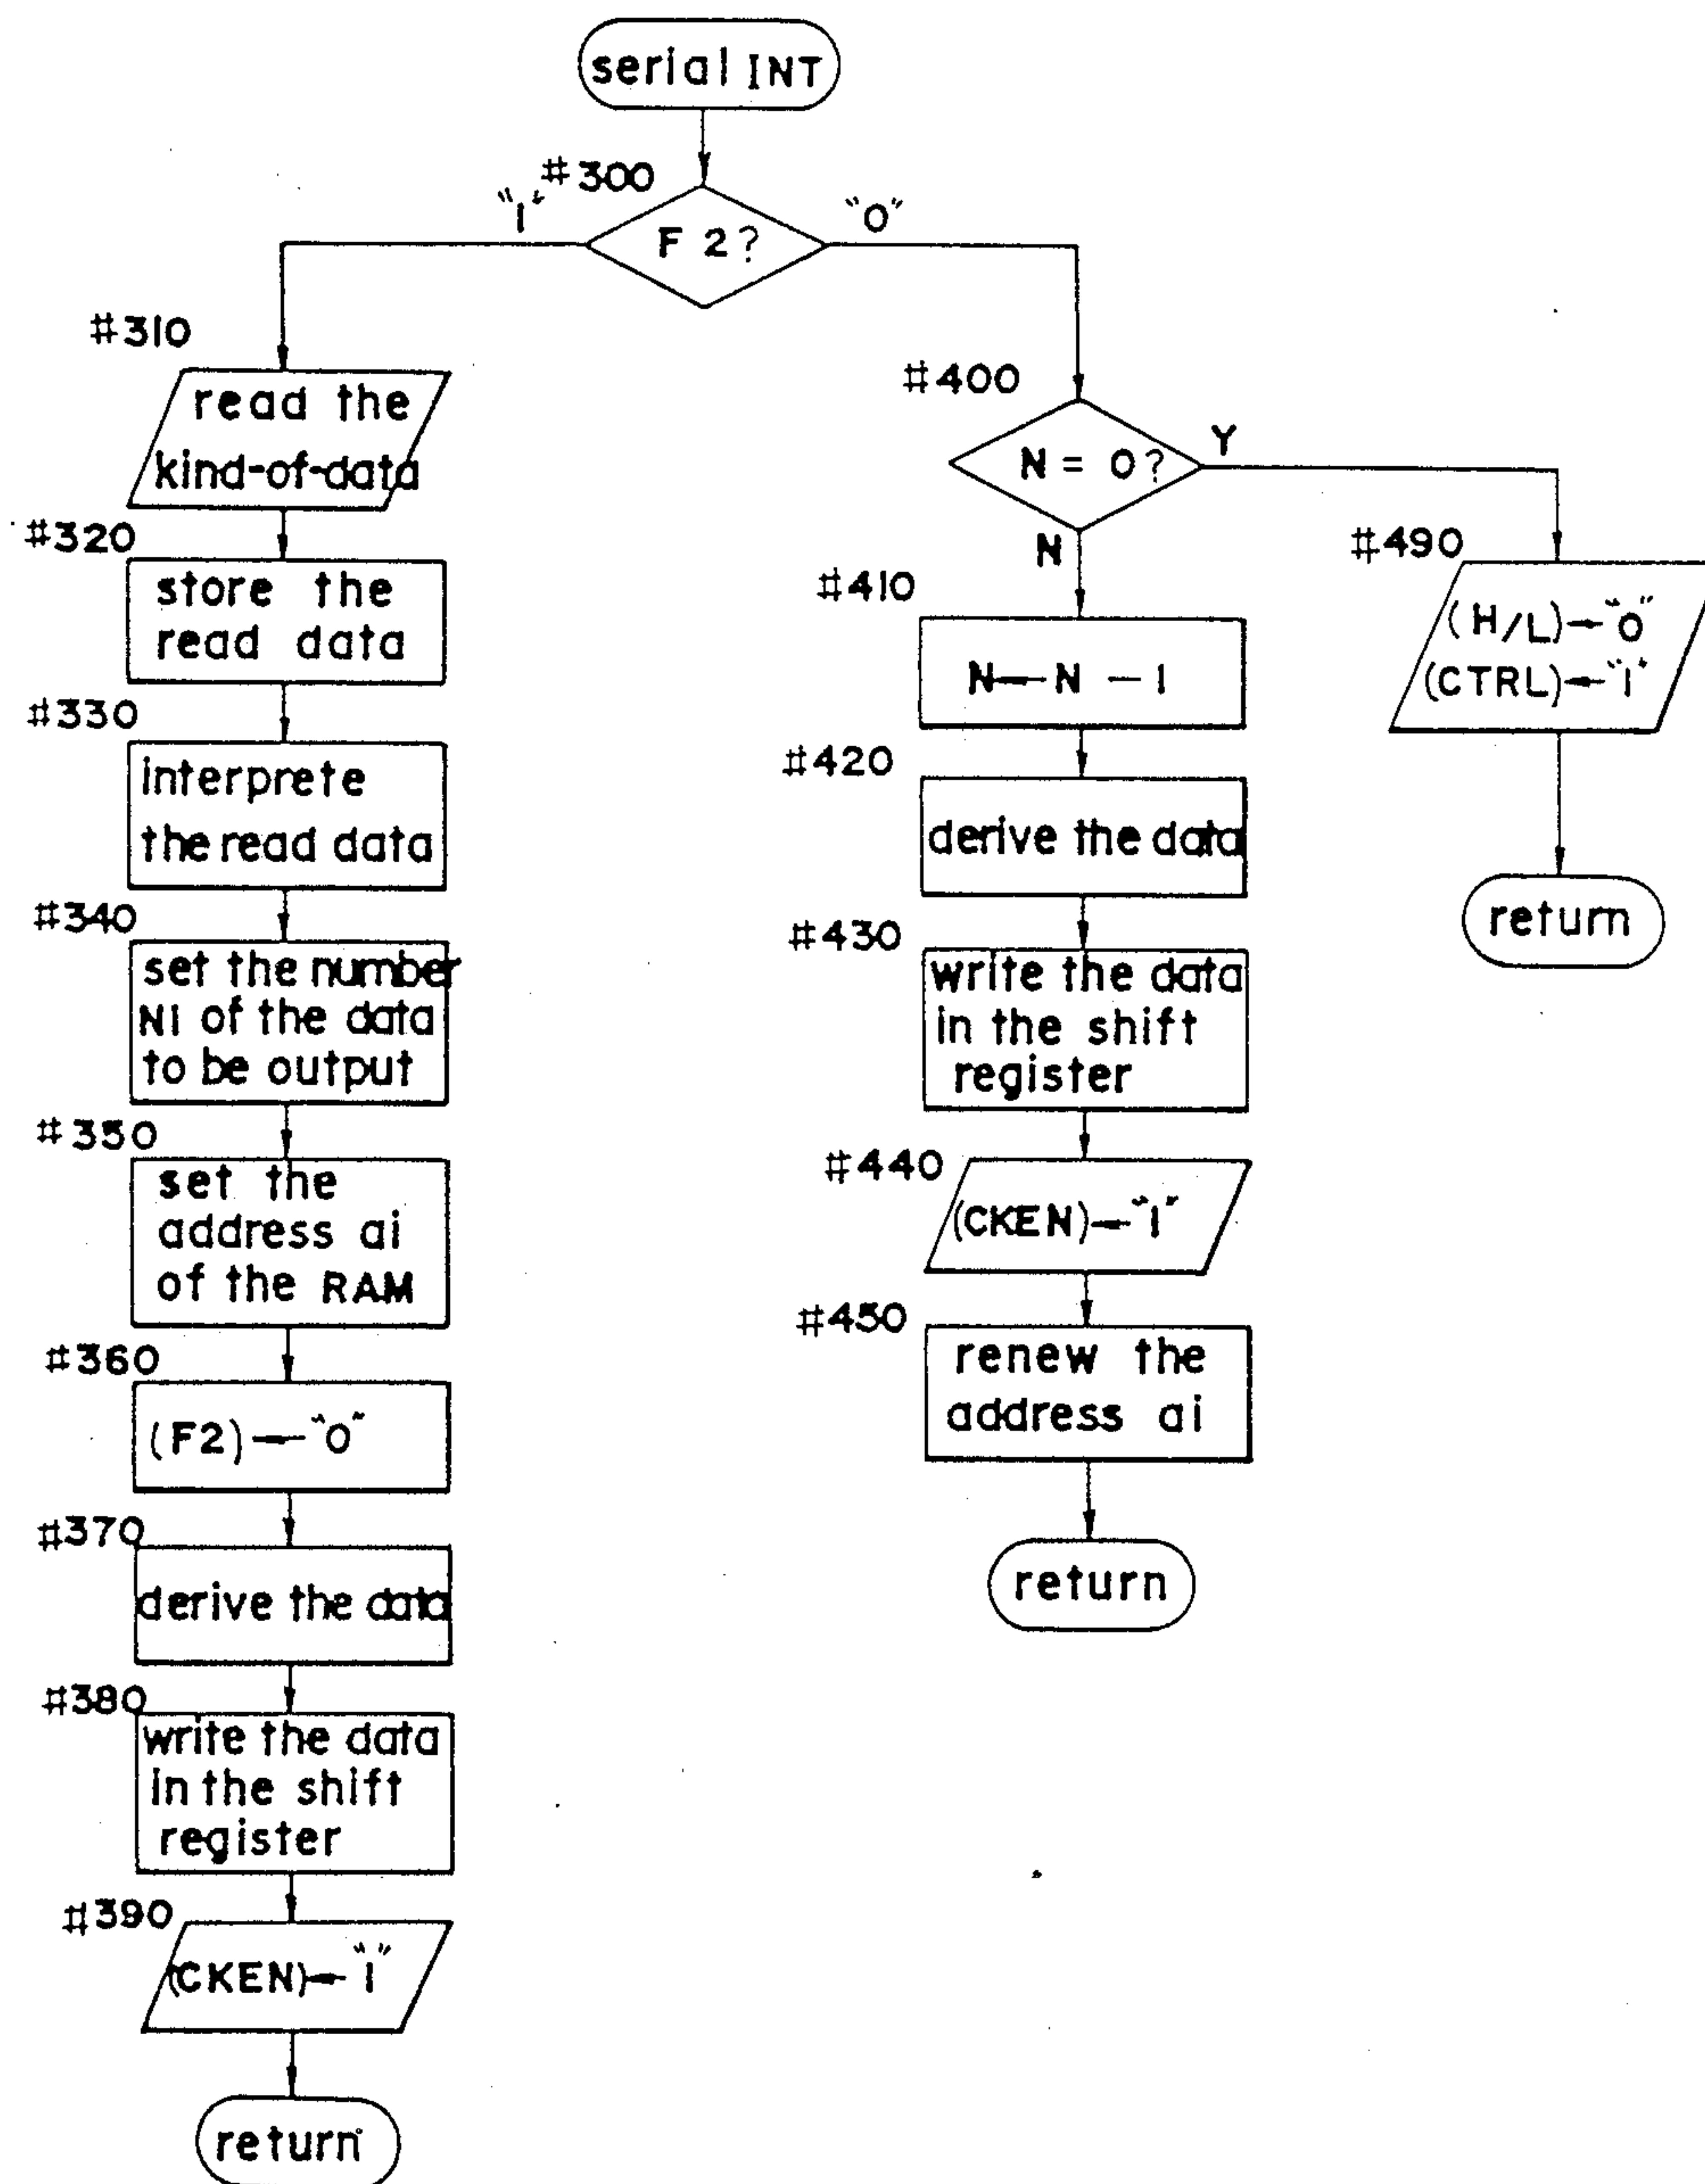 serial INT
#300
"1"
F 2?
"0"
#310
read the
kind-of-data
#320
store the
read data
#330
interprete
the read data
#340
set the number
N1 of the data
to be output
#350
set the
address ai
of the RAM
#360
(F2)←"0"
#370
derive the data
#380
write the data
in the shift
register
#390
(CKEN)←"1"
return
#400
N = 0?
Y
N
#410
N←N - 1
#420
derive the data
#430
write the data
in the shift
register
#440
(CKEN)←"1"
#450
renew the
address ai
return
#490
(H/L)←"0"
(CTRL)←"1"
return